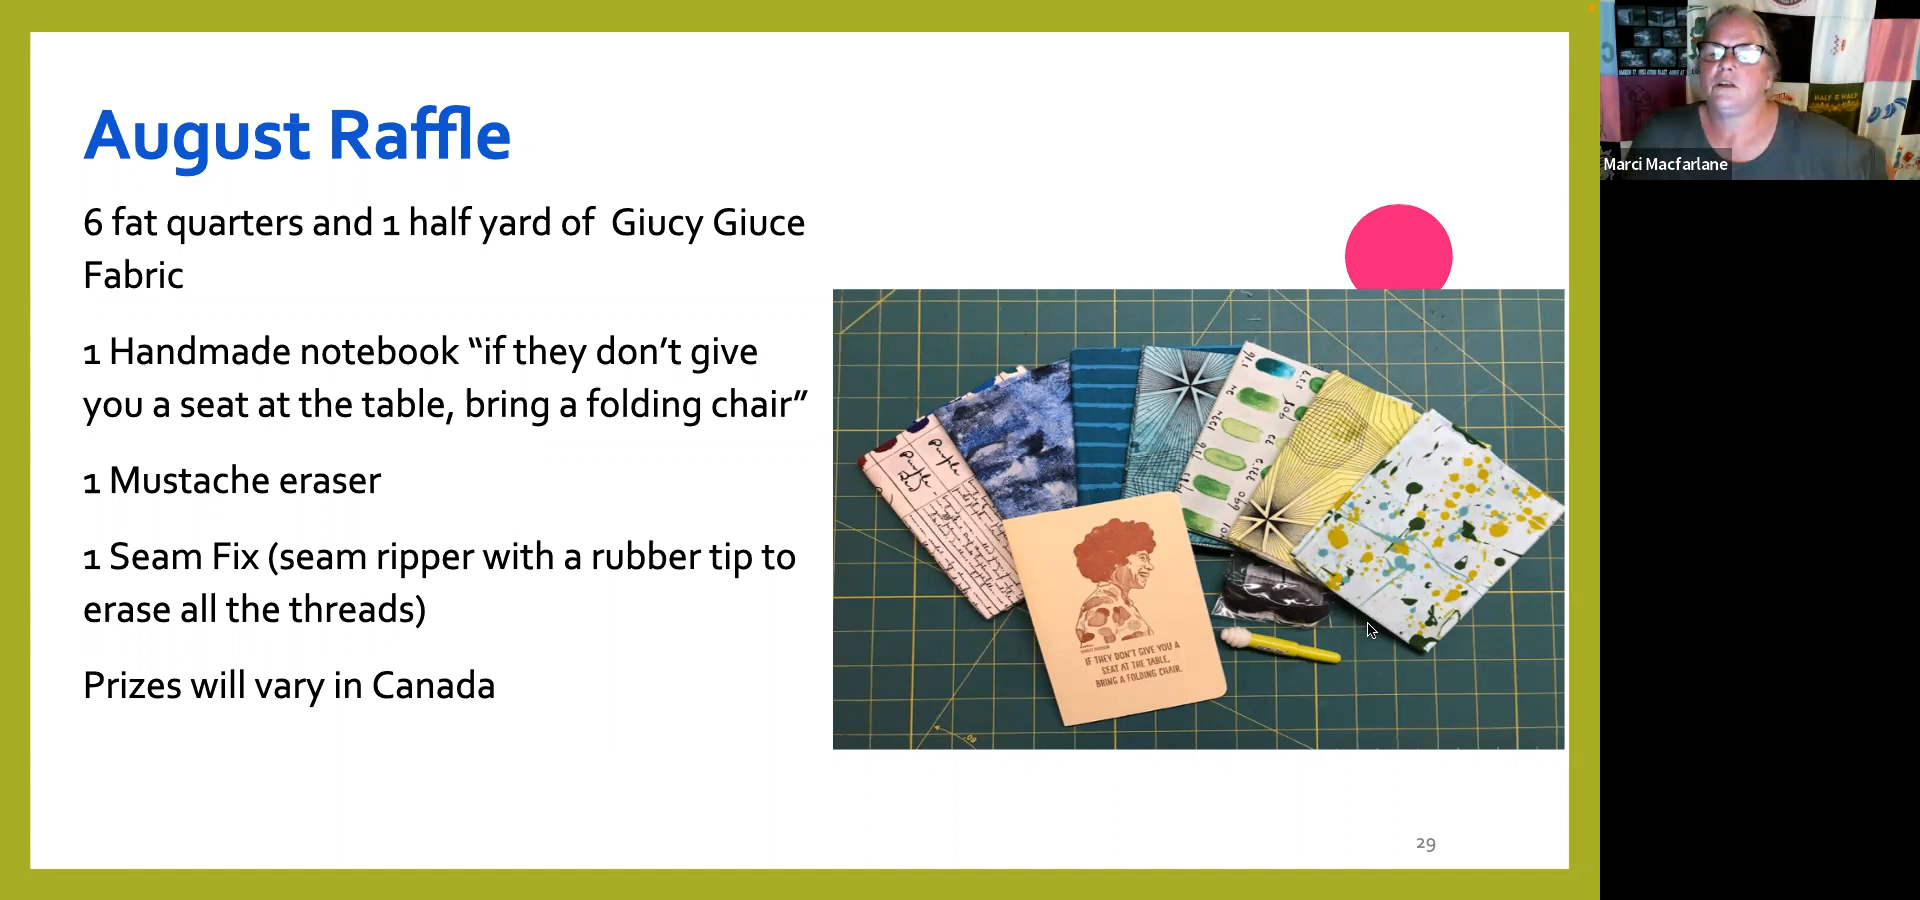 August Raffle
6 fat quarters and 1 half yard of Giucy Giuce
Fabric
1 Handmade notebook “if they don’t give
you a seat at the table, bring a folding chair”
1 Mustache eraser
1 Seam Fix (seam ripper with a rubber tip to
erase all the threads)
Prizes will vary in Canada
purple
IF THEY DON'T GIVE YOU A
SEAT AT THE TABLE,
BRING A FOLDING CHAIR.
29
HALF & HALF
Marci Macfarlane